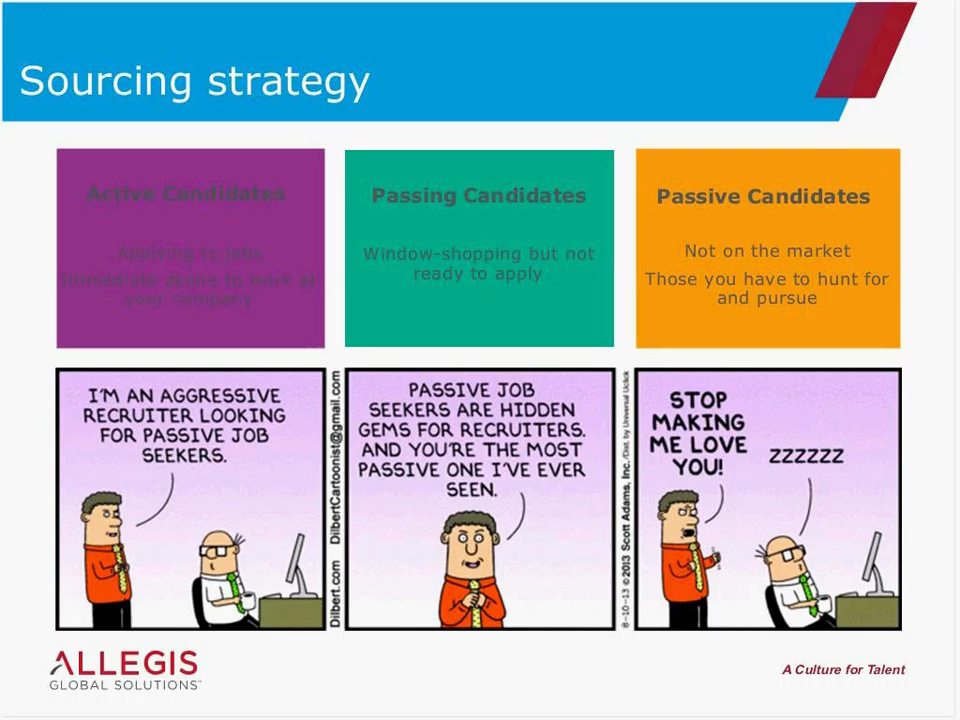 Sourcing strategy
Active Candidates
Applying to jobs
Immediate desire to work at
your company
Passing Candidates
Window-shopping but not
ready to apply
Passive Candidates
Not on the market
Those you have to hunt for
and pursue
I'M AN AGGRESSIVE
RECRUITER LOOKING
FOR PASSIVE JOB
SEEKERS.
Dilbert.com DilbertCartoonist@gmail.com
PASSIVE JOB
SEEKERS ARE HIDDEN
GEMS FOR RECRUITERS.
AND YOU'RE THE MOST
PASSIVE ONE I'VE EVER
SEEN.
8-10-13 © 2013 Scott Adams, Inc. /Dist. by Universal Uclick
STOP
MAKING
ME LOVE
YOU!
ZZZZZZ
ALLEGIS
GLOBAL SOLUTIONS™
A Culture for Talent